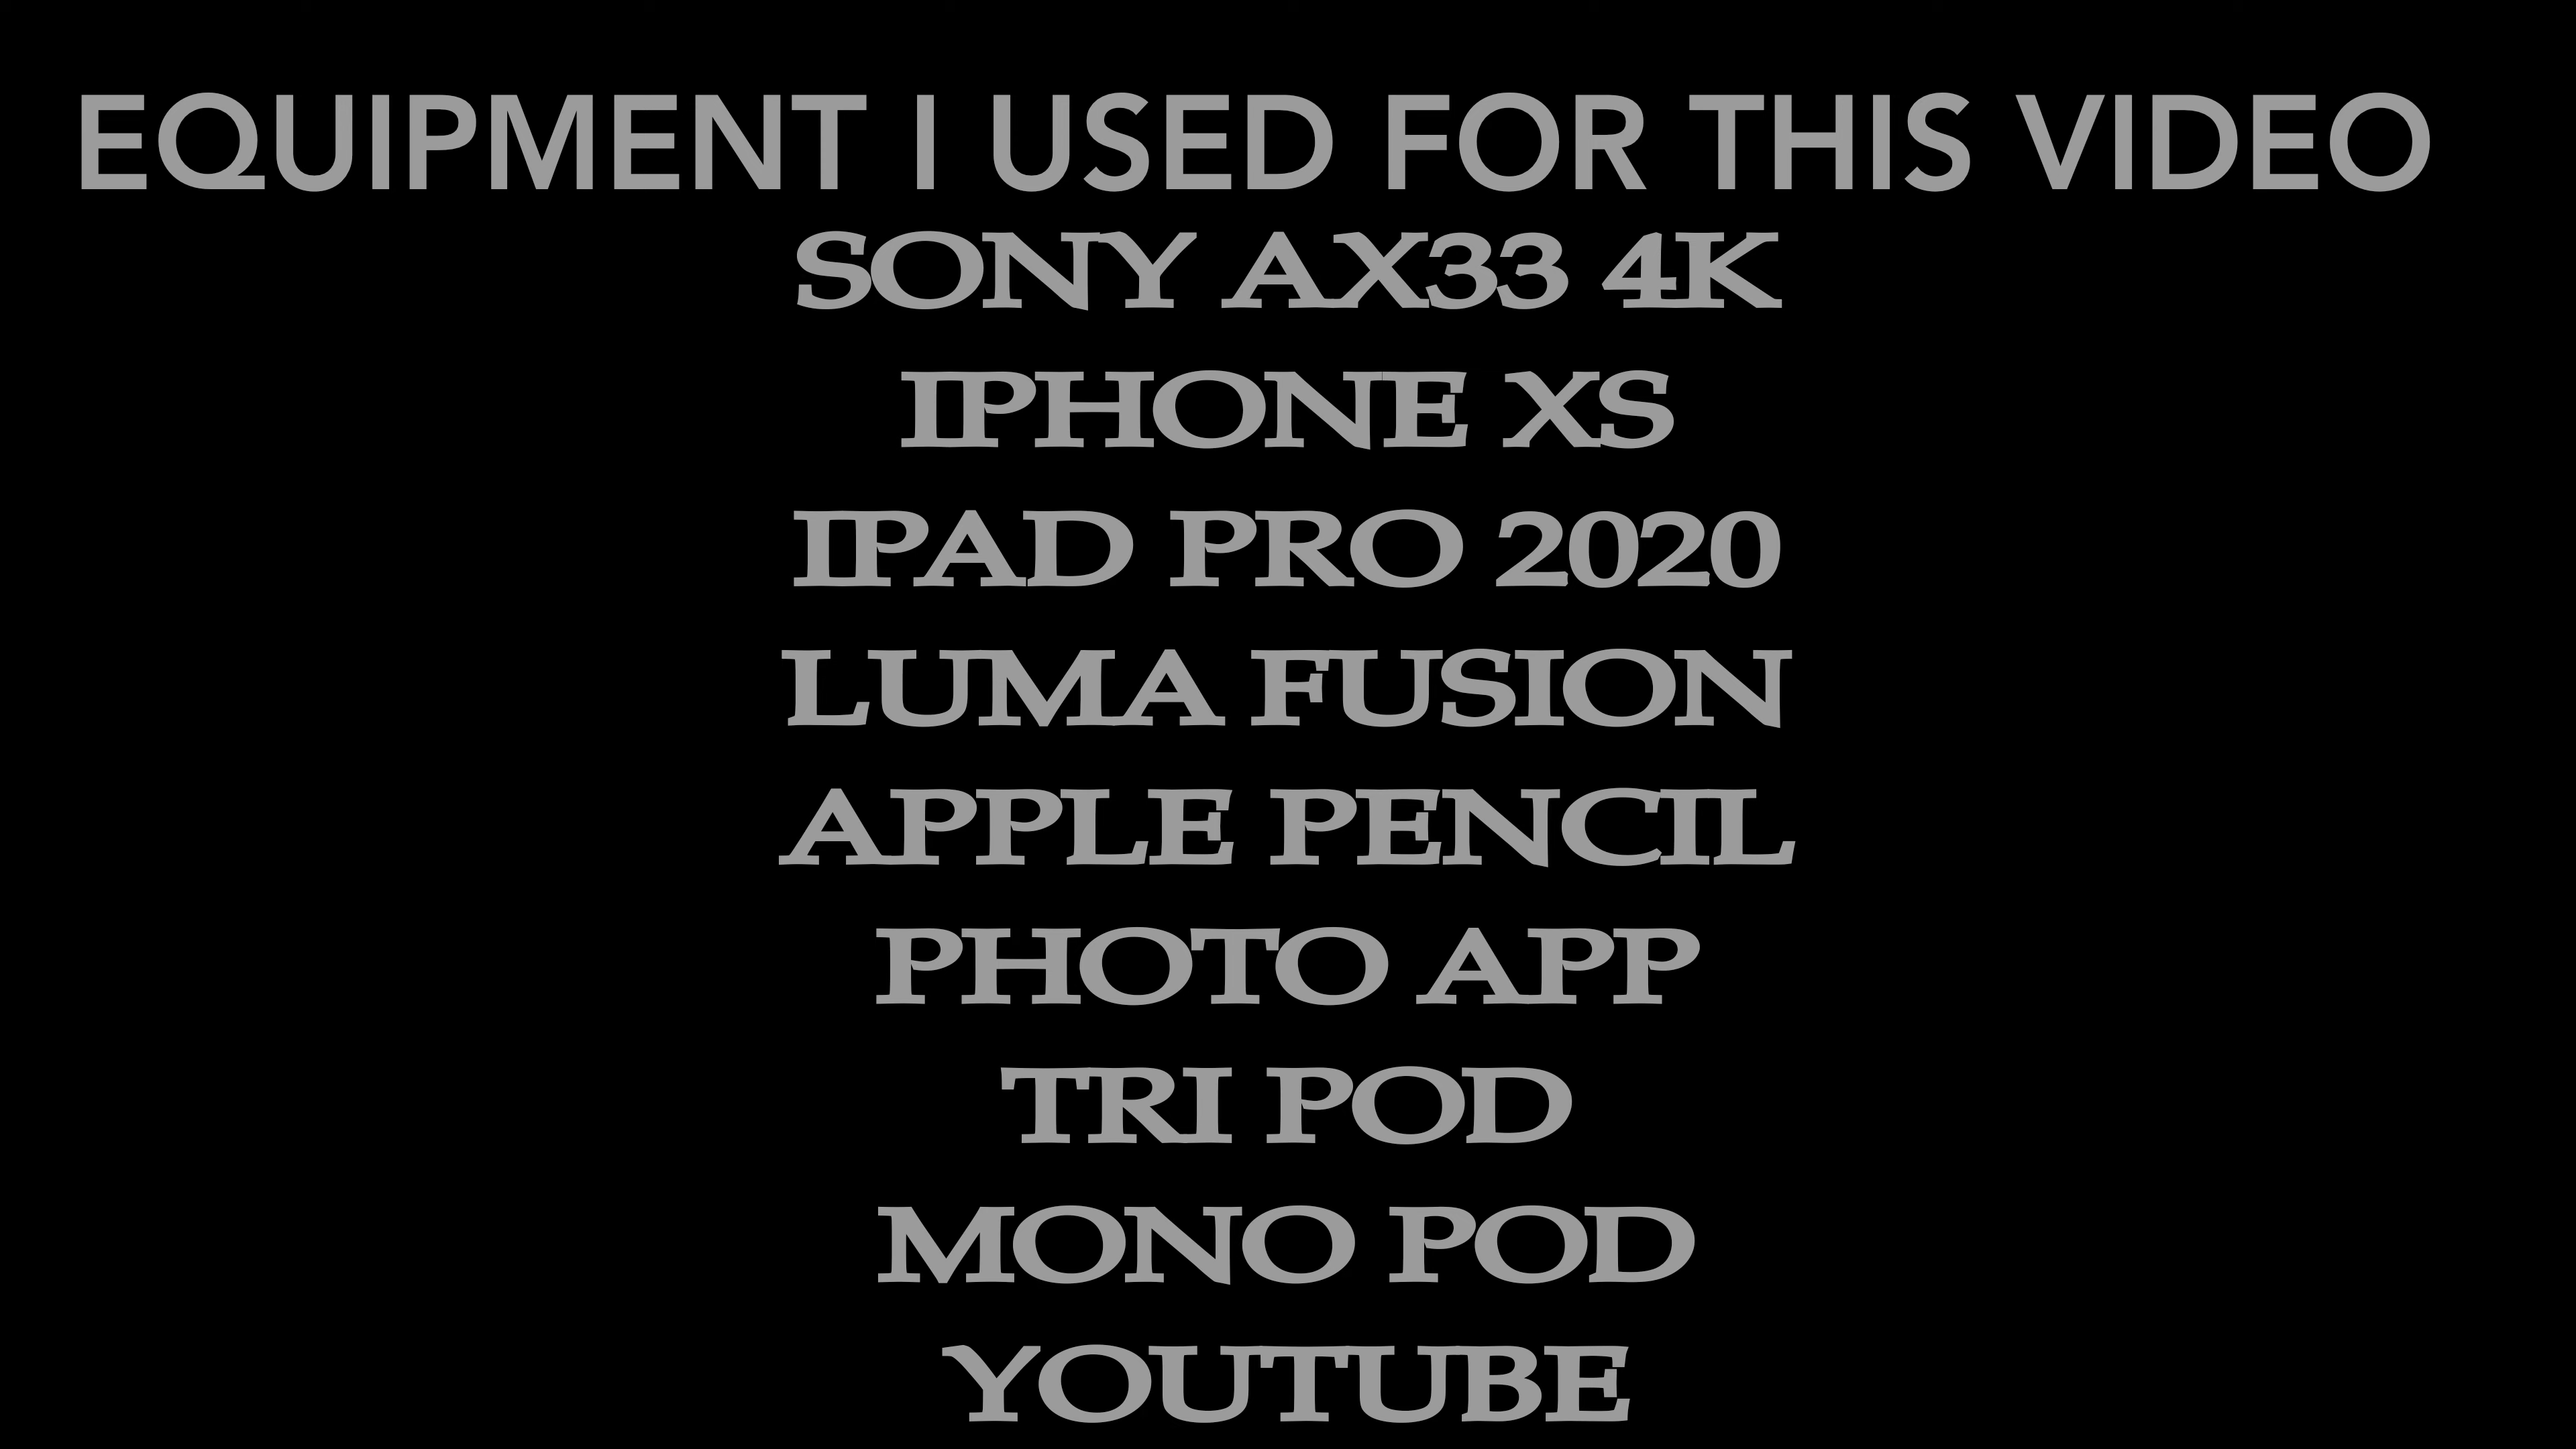 EQUIPMENT I USED FOR THIS VIDEO
SONY AX33 4K
IPHONE XS
IPAD PRO 2020
LUMA FUSION
APPLE PENCIL
PHOTO APP
TRI POD
MONO POD
YOUTUBE